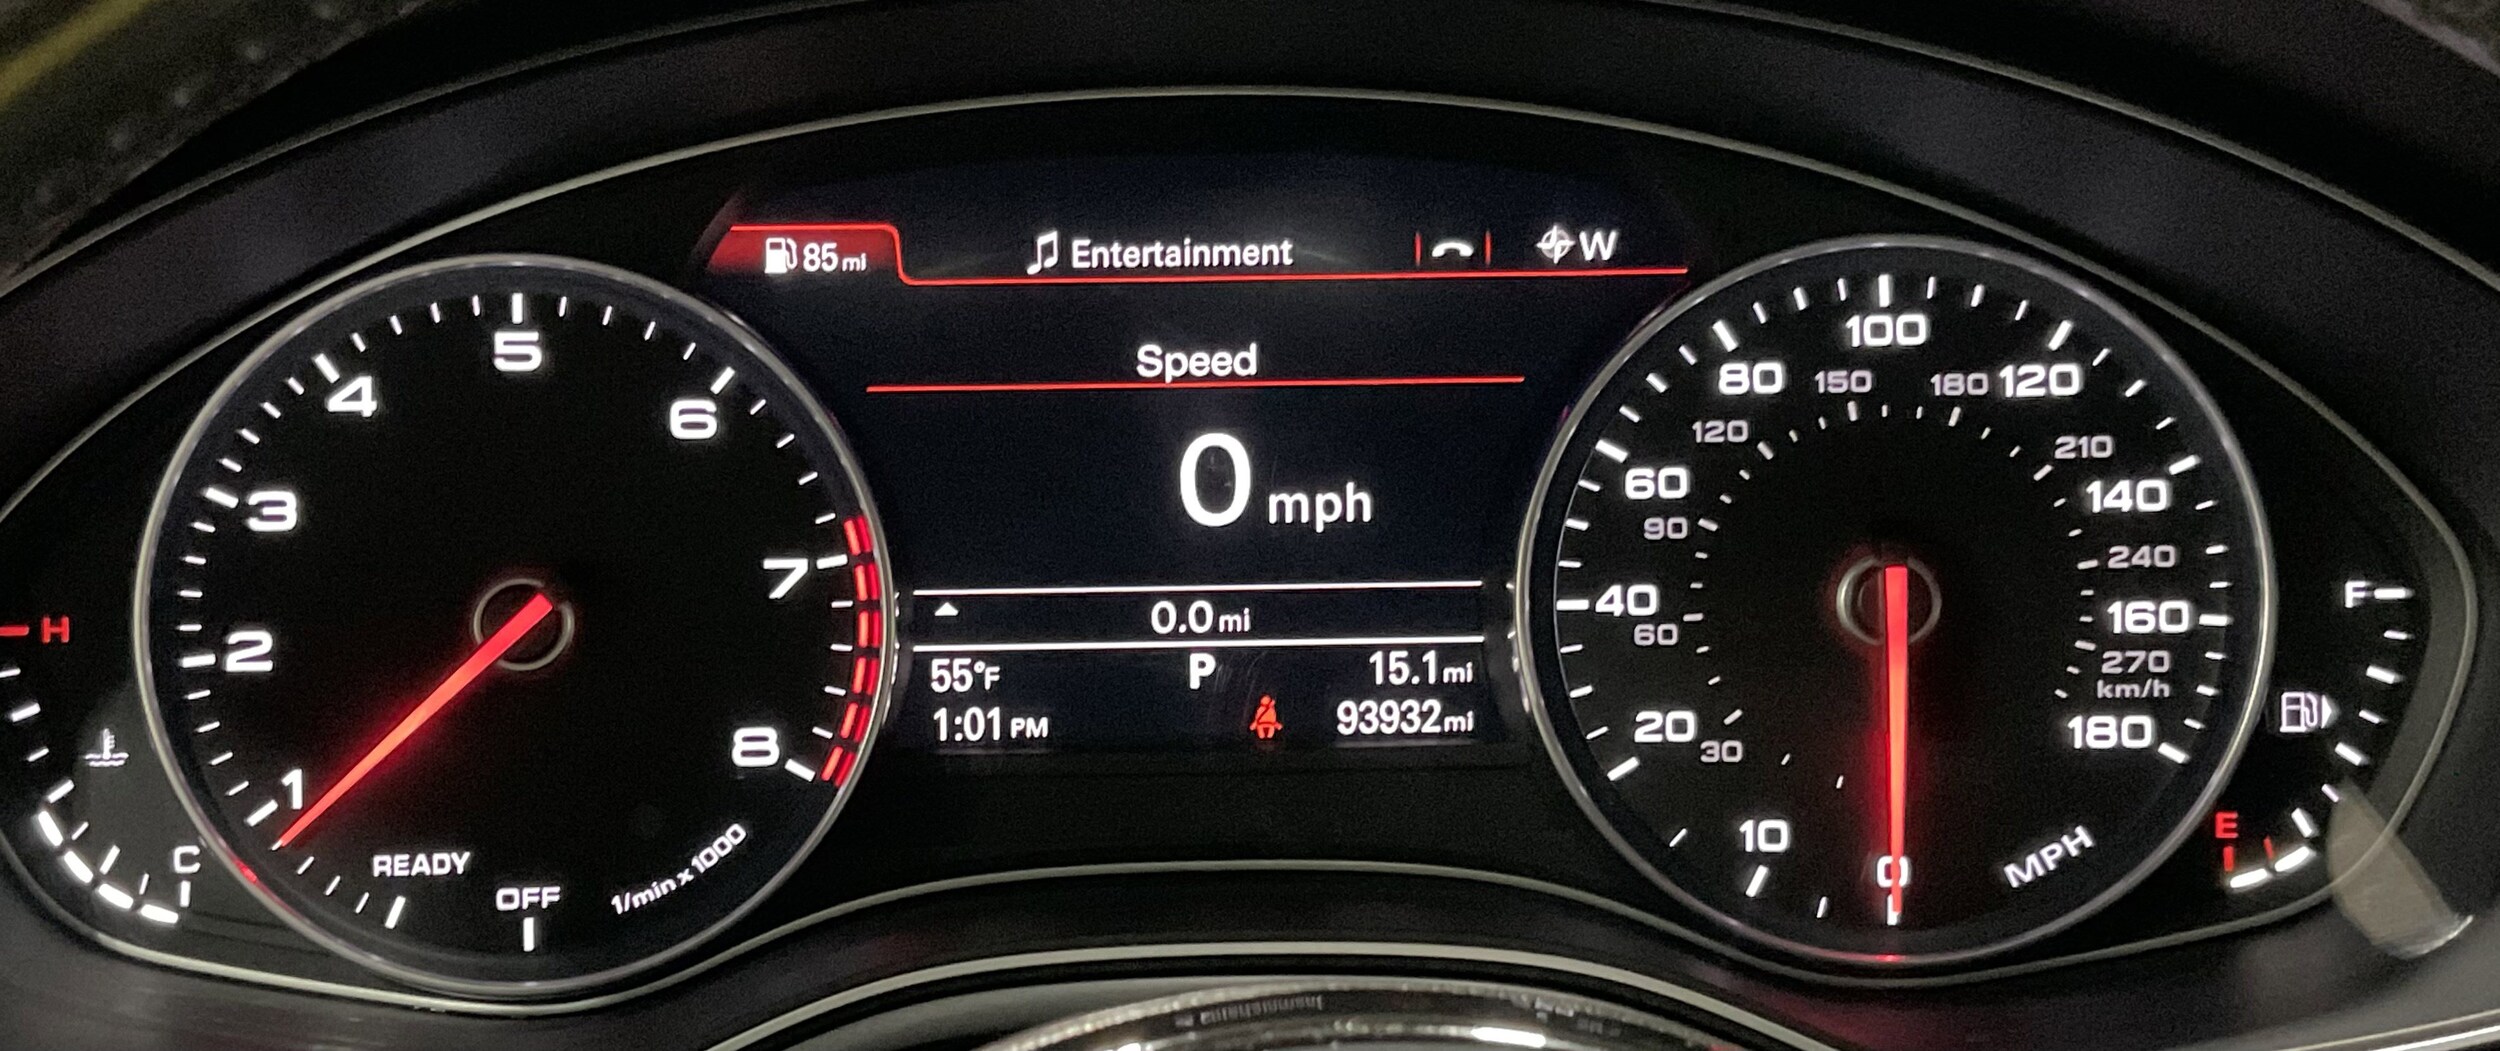 85 mi
Entertainment
W
Speed
0 mph
0.0 mi
55°F P 15.1 mi
1:01 PM 93932 mi
H
C
OFF
READY
1
2
3
4
5
6
7
8
1/min x 1000
0
10
20
40
60
80
100
120
140
160
180
MPH
30
60
90
120
150
180
210
240
270
km/h
F
E